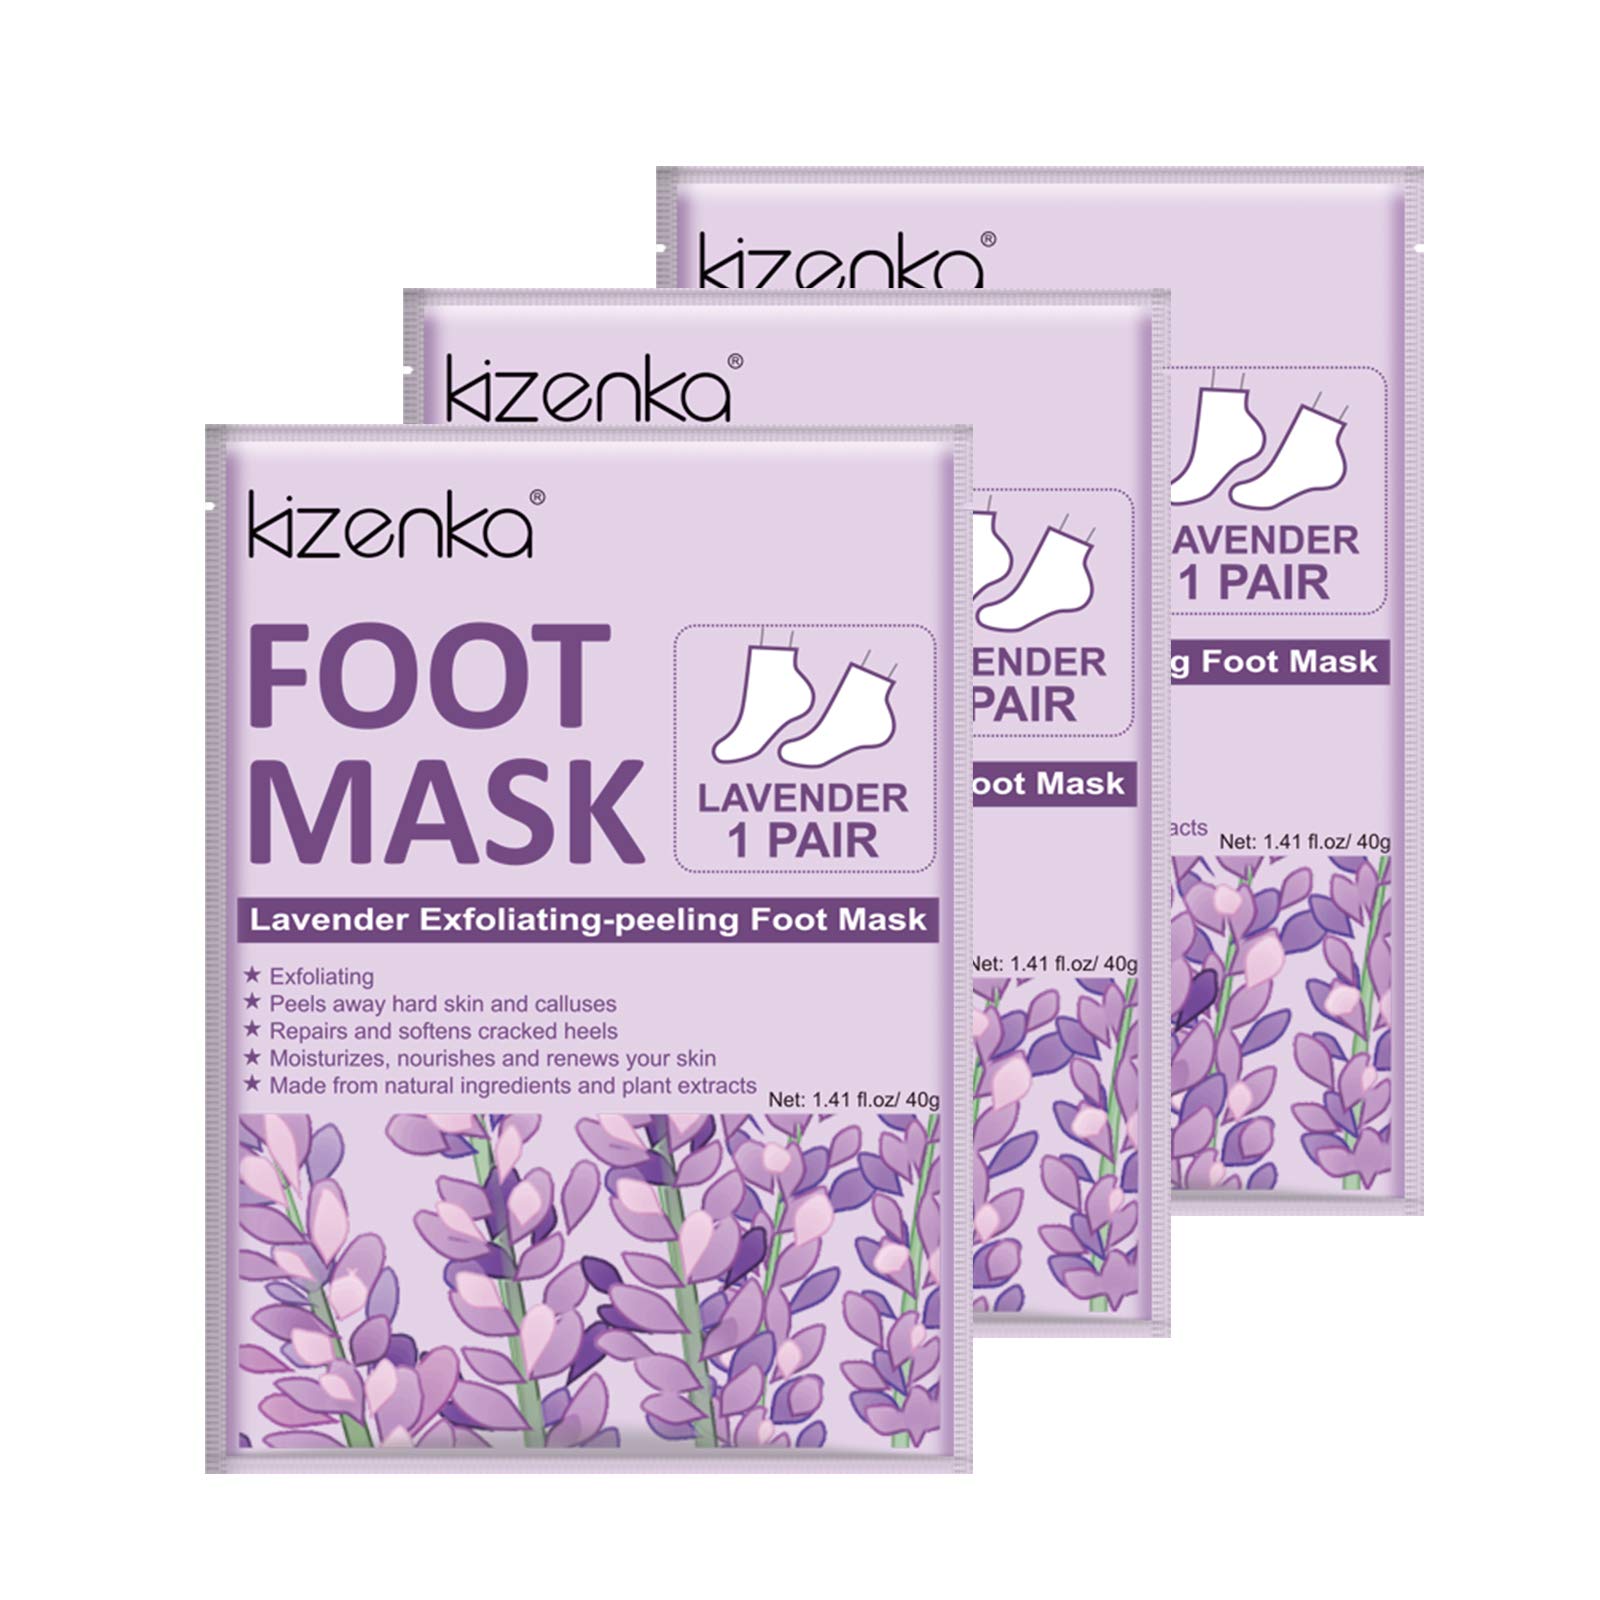 kizenka®
kizenka®
LAVENDER
1 PAIR
g Foot Mask
acts
Net: 1.41 fl.oz/ 40g
kizenka®
ENDER
PAIR
oot Mask
Net: 1.41 fl.oz/ 40g
FOOT
MASK
LAVENDER
1 PAIR
Lavender Exfoliating-peeling Foot Mask
★ Exfoliating
★ Peels away hard skin and calluses
★ Repairs and softens cracked heels
★ Moisturizes, nourishes and renews your skin
★ Made from natural ingredients and plant extracts
Net: 1.41 fl.oz/ 40g